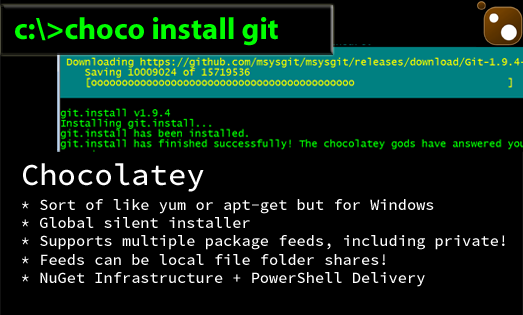 c:\>choco install git
Downloading https://github.com/msysgit/msysgit/releases/download/Git-1.9.4-
Saving 10009024 of 15719536
[ooooooooooooooooooooooooooooooooooooooooooooo ]
git.install v1.9.4
Installing git.install...
git.install has been installed.
git.install has finished successfully! The chocolatey gods have answered you
Chocolatey
* Sort of like yum or apt-get but for Windows
* Global silent installer
* Supports multiple package feeds, including private!
* Feeds can be local file folder shares!
* NuGet Infrastructure + PowerShell Delivery